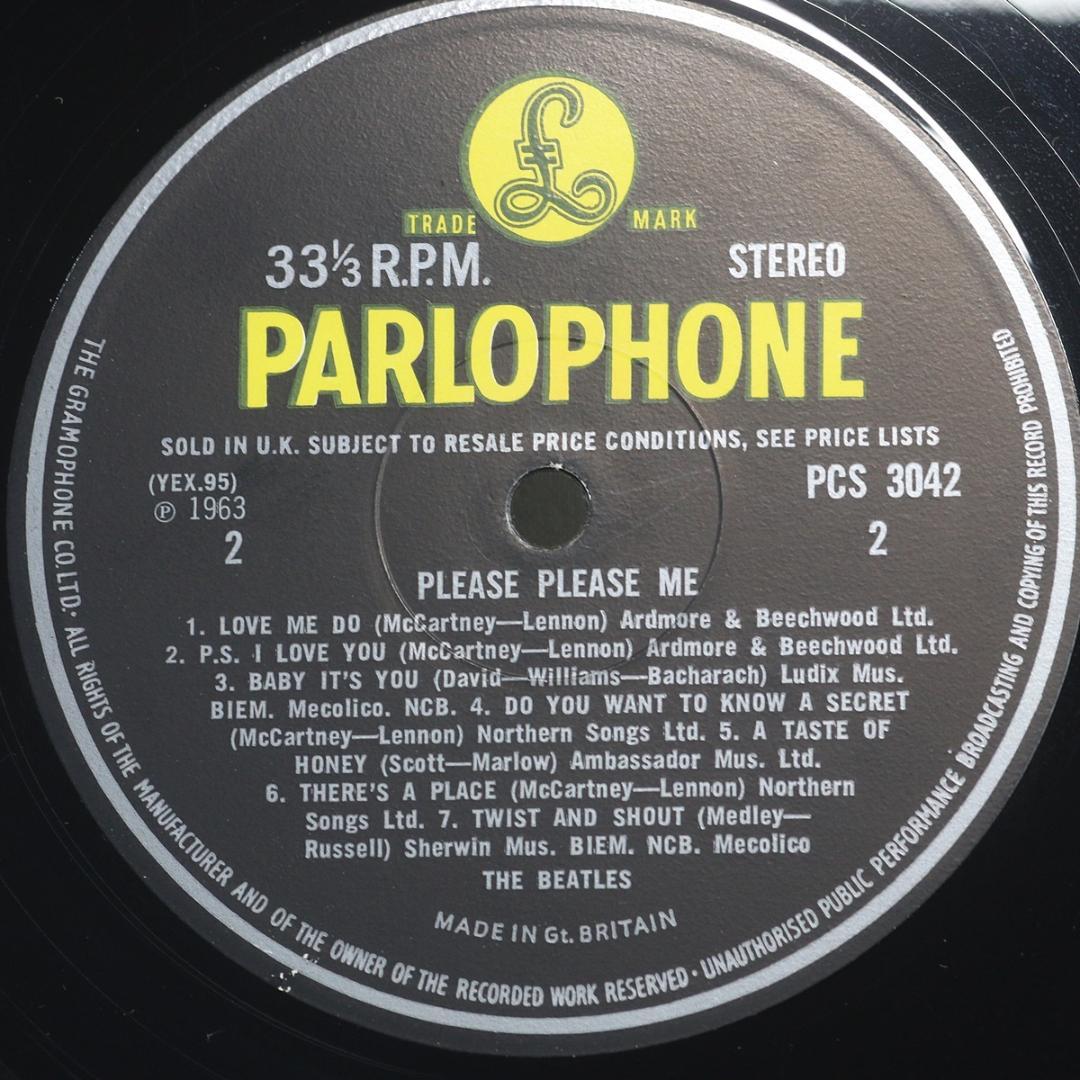 £
TRADE MARK
33⅓ R.P.M. STEREO
PARLOPHONE
SOLD IN U.K. SUBJECT TO RESALE PRICE CONDITIONS, SEE PRICE LISTS
(YEX.95) PCS 3042
℗ 1963
2 2
PLEASE PLEASE ME
1. LOVE ME DO (McCartney—Lennon) Ardmore & Beechwood Ltd.
2. P.S. I LOVE YOU (McCartney—Lennon) Ardmore & Beechwood Ltd.
3. BABY IT'S YOU (David—Williams—Bacharach) Ludix Mus.
BIEM. Mecolico. NCB. 4. DO YOU WANT TO KNOW A SECRET
(McCartney—Lennon) Northern Songs Ltd. 5. A TASTE OF
HONEY (Scott—Marlow) Ambassador Mus. Ltd.
6. THERE'S A PLACE (McCartney—Lennon) Northern
Songs Ltd. 7. TWIST AND SHOUT (Medley—
Russell) Sherwin Mus. BIEM. NCB. Mecolico
THE BEATLES
MADE IN Gt. BRITAIN
THE GRAMOPHONE CO. LTD. · ALL RIGHTS OF THE MANUFACTURER AND OF THE OWNER OF THE RECORDED WORK RESERVED · UNAUTHORISED PUBLIC PERFORMANCE BROADCASTING AND COPYING OF THIS RECORD PROHIBITED